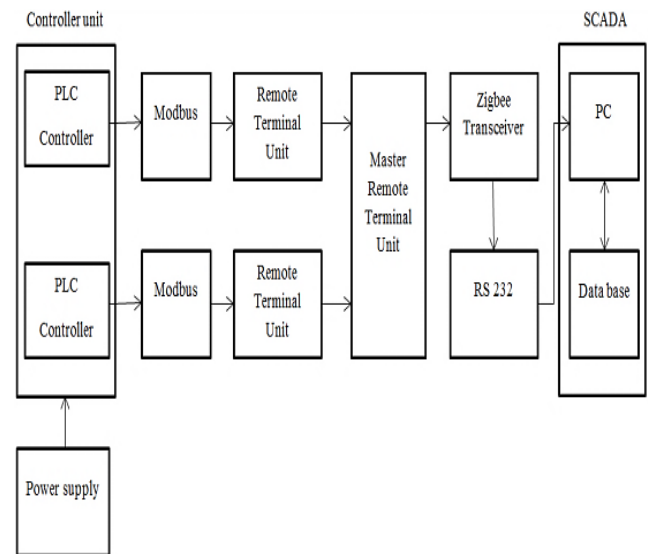 Controller unit
SCADA
PLC
Controller
Modbus
Remote
Terminal
Unit
Master
Remote
Terminal
Unit
Zigbee
Transceiver
PC
PLC
Controller
Modbus
Remote
Terminal
Unit
RS 232
Data base
Power supply